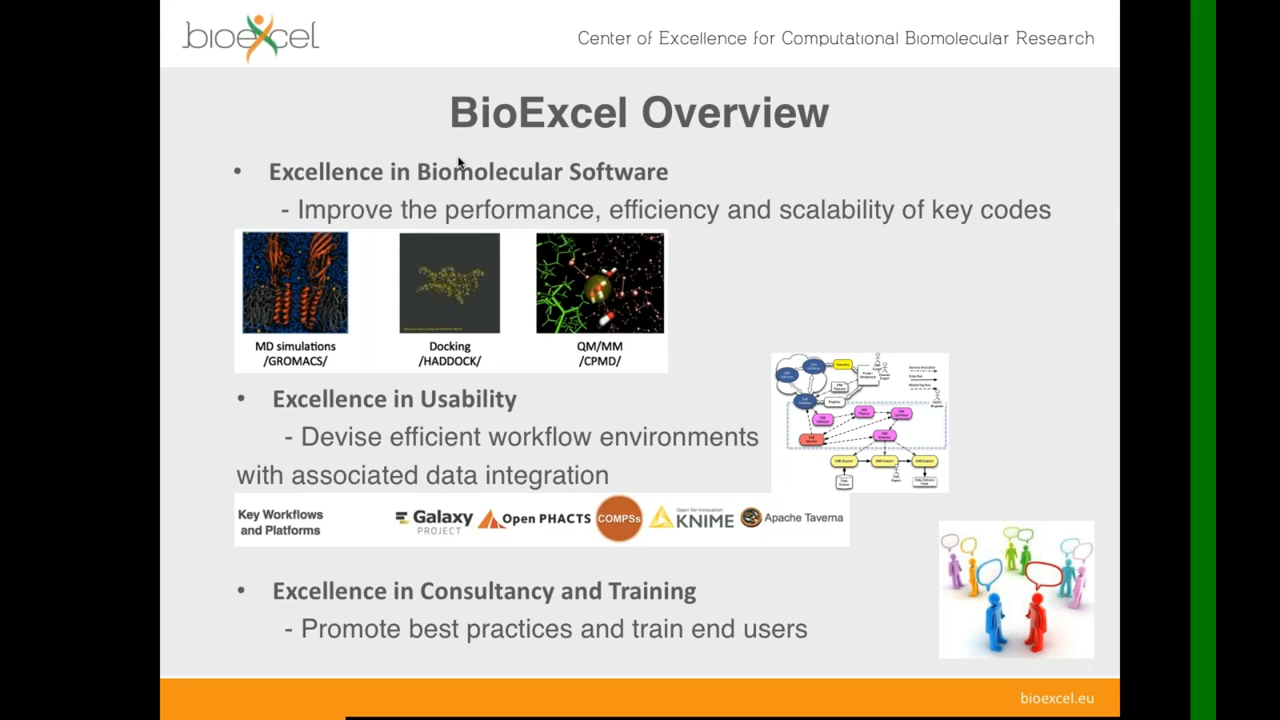 bioexcel
Center of Excellence for Computational Biomolecular Research
BioExcel Overview
• Excellence in Biomolecular Software
- Improve the performance, efficiency and scalability of key codes
MD simulations
/GROMACS/
Docking
/HADDOCK/
QM/MM
/CPMD/
• Excellence in Usability
- Devise efficient workflow environments
with associated data integration
Key Workflows
and Platforms
Galaxy
PROJECT
Open PHACTS
COMPSs
Open for Innovation
KNIME
Apache Taverna
• Excellence in Consultancy and Training
- Promote best practices and train end users
bioexcel.eu